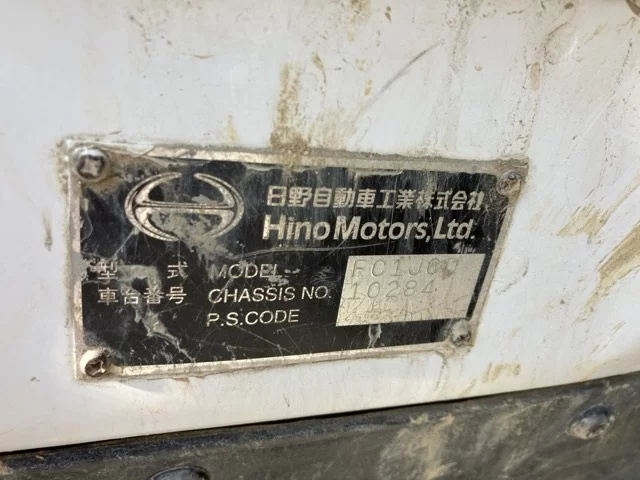 日野自動車工業株式会社
Hino Motors, Ltd.
型 式 MODEL
車台番号 CHASSIS NO. 10284
P.S.CODE